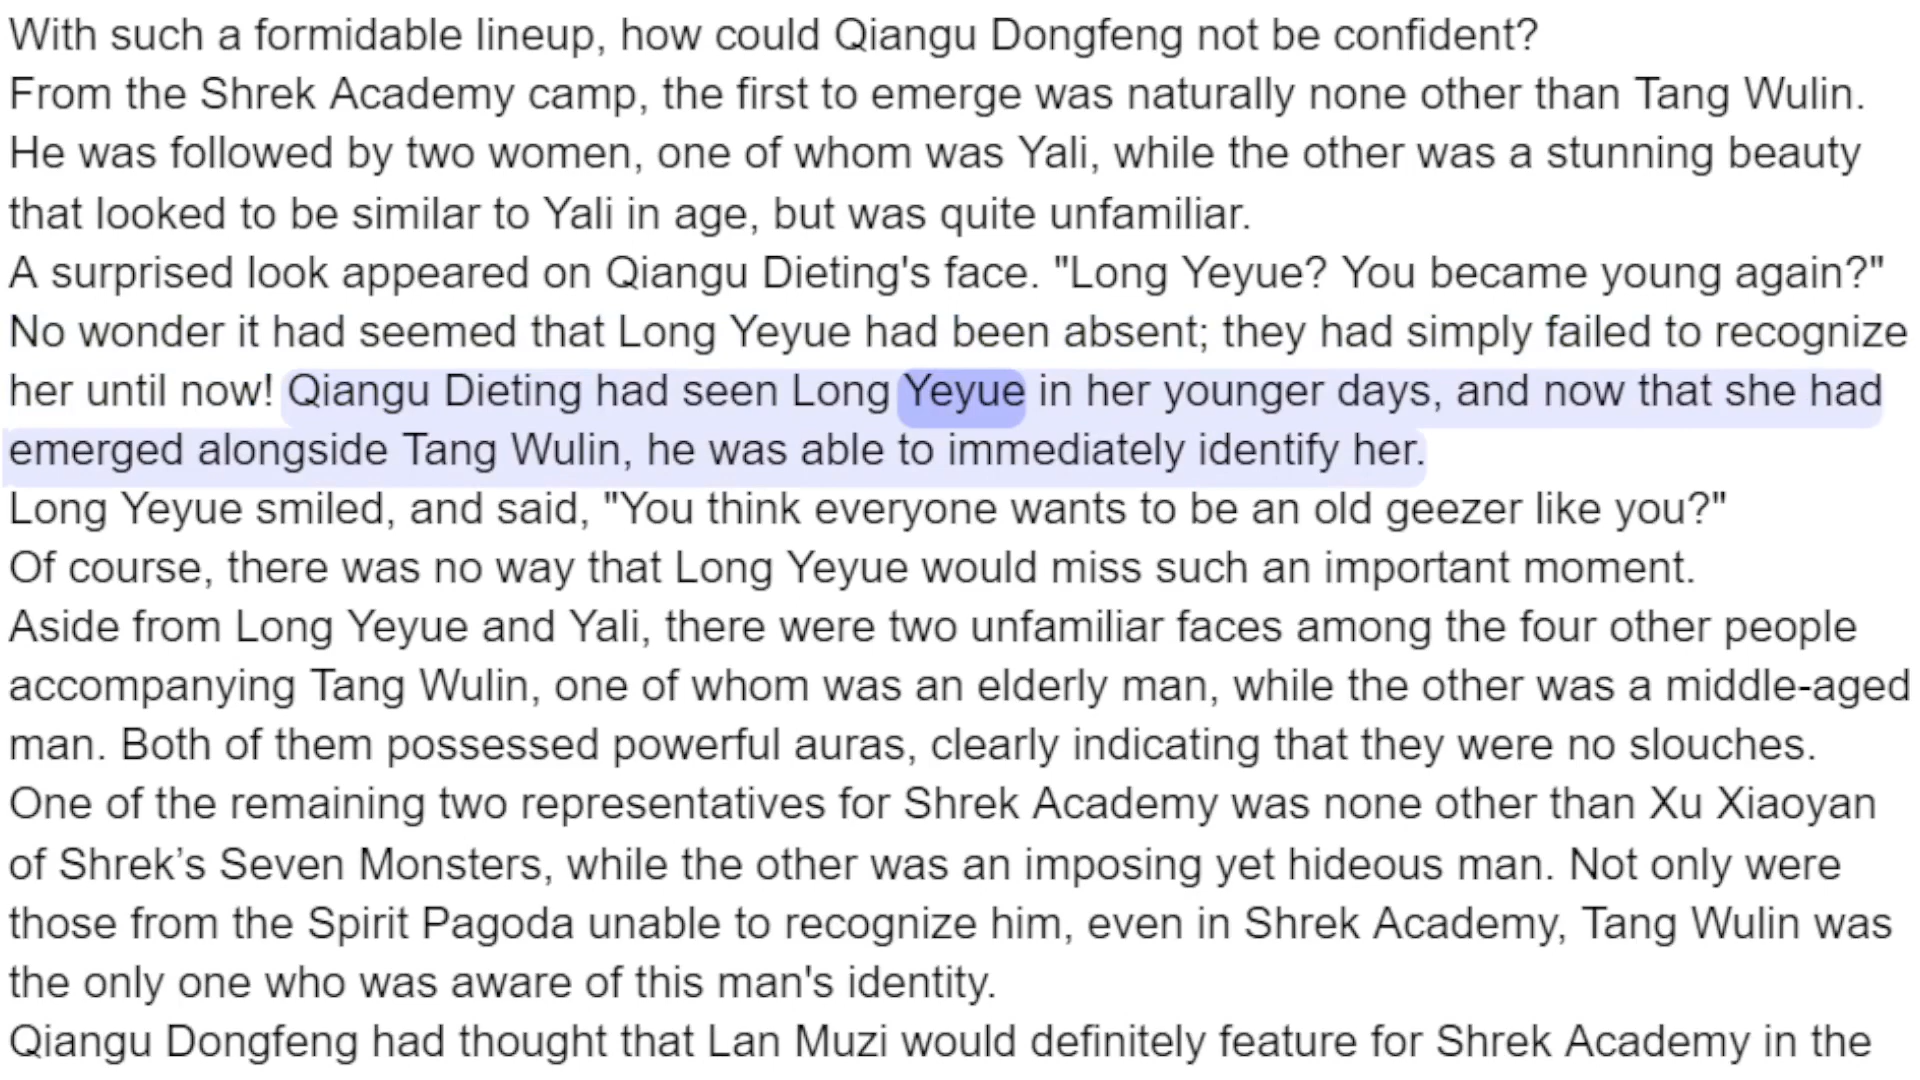 With such a formidable lineup, how could Qiangu Dongfeng not be confident?
From the Shrek Academy camp, the first to emerge was naturally none other than Tang Wulin.
He was followed by two women, one of whom was Yali, while the other was a stunning beauty
that looked to be similar to Yali in age, but was quite unfamiliar.
A surprised look appeared on Qiangu Dieting's face. "Long Yeyue? You became young again?"
No wonder it had seemed that Long Yeyue had been absent; they had simply failed to recognize
her until now! Qiangu Dieting had seen Long Yeyue in her younger days, and now that she had
emerged alongside Tang Wulin, he was able to immediately identify her.
Long Yeyue smiled, and said, "You think everyone wants to be an old geezer like you?"
Of course, there was no way that Long Yeyue would miss such an important moment.
Aside from Long Yeyue and Yali, there were two unfamiliar faces among the four other people
accompanying Tang Wulin, one of whom was an elderly man, while the other was a middle-aged
man. Both of them possessed powerful auras, clearly indicating that they were no slouches.
One of the remaining two representatives for Shrek Academy was none other than Xu Xiaoyan
of Shrek’s Seven Monsters, while the other was an imposing yet hideous man. Not only were
those from the Spirit Pagoda unable to recognize him, even in Shrek Academy, Tang Wulin was
the only one who was aware of this man's identity.
Qiangu Dongfeng had thought that Lan Muzi would definitely feature for Shrek Academy in the